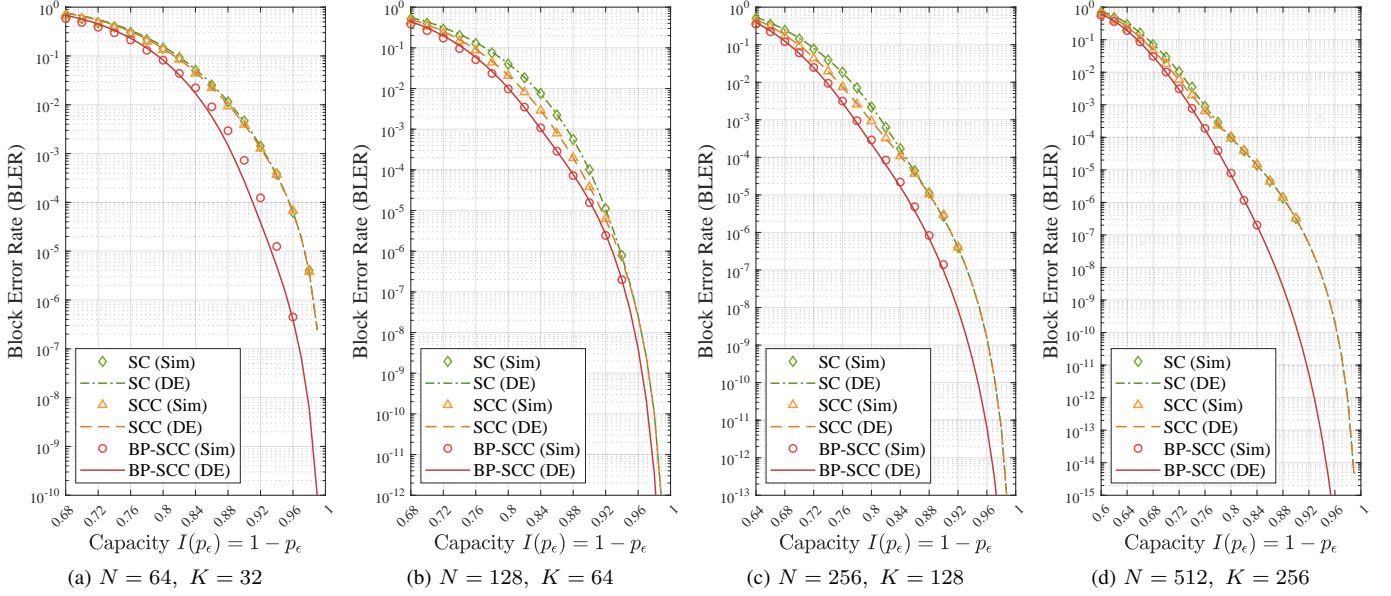 Block Error Rate (BLER)
10^0
10^-1
10^-2
10^-3
10^-4
10^-5
10^-6
10^-7
10^-8
10^-9
10^-10
SC (Sim)
SC (DE)
SCC (Sim)
SCC (DE)
BP-SCC (Sim)
BP-SCC (DE)
0.68 0.72 0.76 0.8 0.84 0.88 0.92 0.96 1
Capacity I(p_ϵ) = 1 − p_ϵ
(a) N = 64, K = 32
Block Error Rate (BLER)
10^0
10^-1
10^-2
10^-3
10^-4
10^-5
10^-6
10^-7
10^-8
10^-9
10^-10
10^-11
10^-12
SC (Sim)
SC (DE)
SCC (Sim)
SCC (DE)
BP-SCC (Sim)
BP-SCC (DE)
0.68 0.72 0.76 0.8 0.84 0.88 0.92 0.96 1
Capacity I(p_ϵ) = 1 − p_ϵ
(b) N = 128, K = 64
Block Error Rate (BLER)
10^0
10^-1
10^-2
10^-3
10^-4
10^-5
10^-6
10^-7
10^-8
10^-9
10^-10
10^-11
10^-12
10^-13
SC (Sim)
SC (DE)
SCC (Sim)
SCC (DE)
BP-SCC (Sim)
BP-SCC (DE)
0.64 0.68 0.72 0.76 0.8 0.84 0.88 0.92 0.96 1
Capacity I(p_ϵ) = 1 − p_ϵ
(c) N = 256, K = 128
Block Error Rate (BLER)
10^0
10^-1
10^-2
10^-3
10^-4
10^-5
10^-6
10^-7
10^-8
10^-9
10^-10
10^-11
10^-12
10^-13
10^-14
10^-15
SC (Sim)
SC (DE)
SCC (Sim)
SCC (DE)
BP-SCC (Sim)
BP-SCC (DE)
0.6 0.64 0.68 0.72 0.76 0.8 0.84 0.88 0.92 0.96 1
Capacity I(p_ϵ) = 1 − p_ϵ
(d) N = 512, K = 256